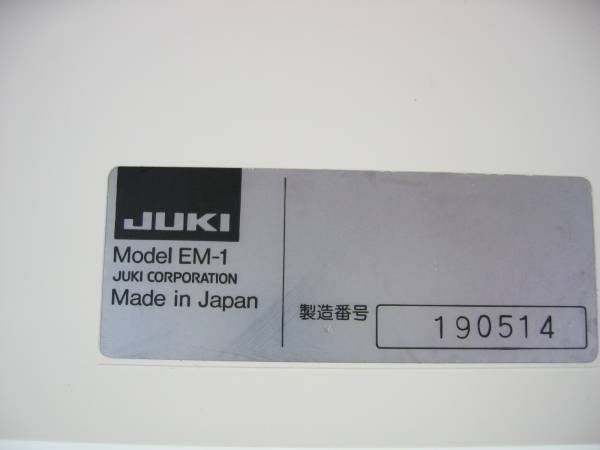 JUKI
Model EM-1
JUKI CORPORATION
Made in Japan
製造番号 190514